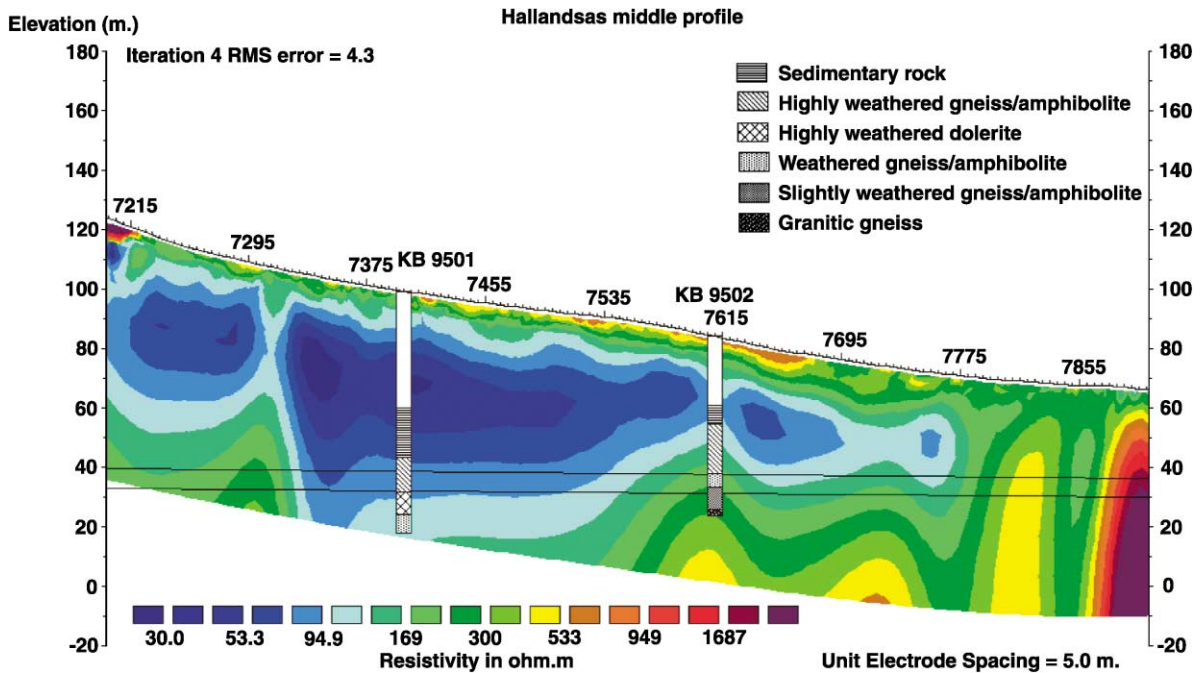 Hallandsas middle profile
Elevation (m.)
Iteration 4 RMS error = 4.3
180
160
140
120
100
80
60
40
20
0
-20
180
160
140
120
100
80
60
40
20
0
-20
Sedimentary rock
Highly weathered gneiss/amphibolite
Highly weathered dolerite
Weathered gneiss/amphibolite
Slightly weathered gneiss/amphibolite
Granitic gneiss
7215
7295
7375
KB 9501
7455
7535
KB 9502
7615
7695
7775
7855
30.0 53.3 94.9 169 300 533 949 1687
Resistivity in ohm.m
Unit Electrode Spacing = 5.0 m.